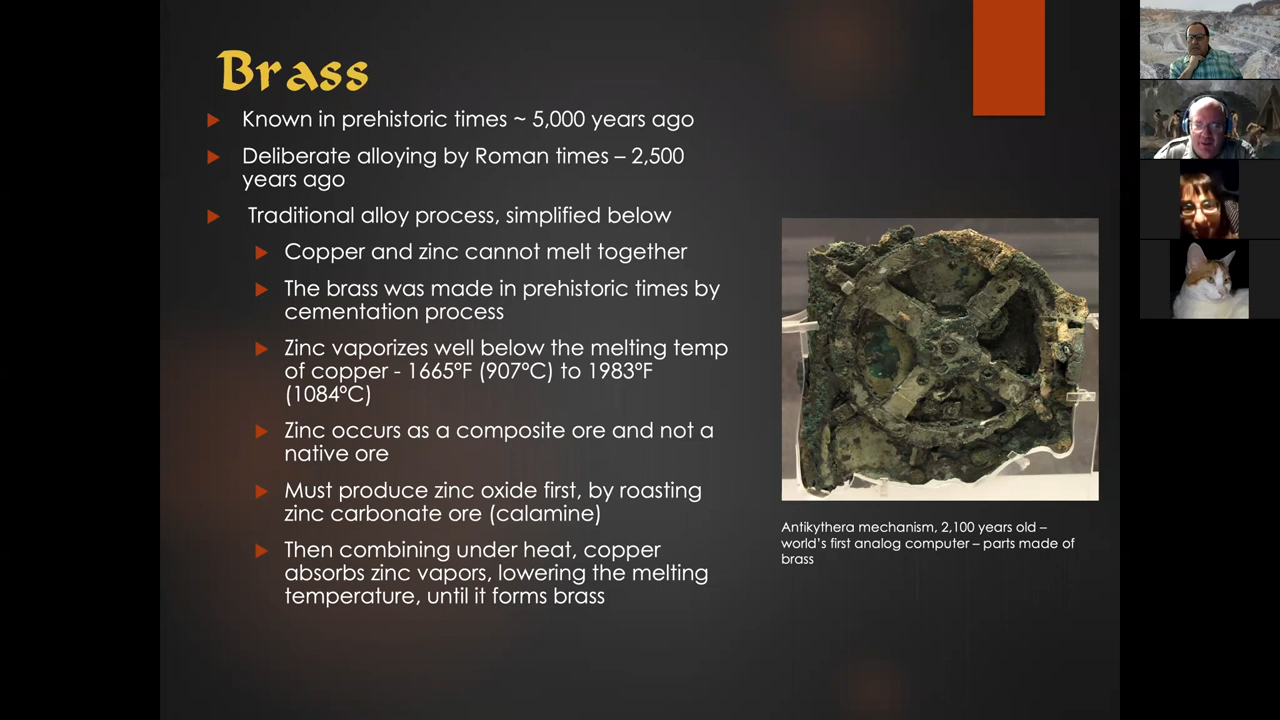 Brass
Known in prehistoric times ~ 5,000 years ago
Deliberate alloying by Roman times – 2,500
years ago
Traditional alloy process, simplified below
Copper and zinc cannot melt together
The brass was made in prehistoric times by
cementation process
Zinc vaporizes well below the melting temp
of copper - 1665ºF (907ºC) to 1983ºF
(1084ºC)
Zinc occurs as a composite ore and not a
native ore
Must produce zinc oxide first, by roasting
zinc carbonate ore (calamine)
Then combining under heat, copper
absorbs zinc vapors, lowering the melting
temperature, until it forms brass
Antikythera mechanism, 2,100 years old –
world’s first analog computer – parts made of
brass